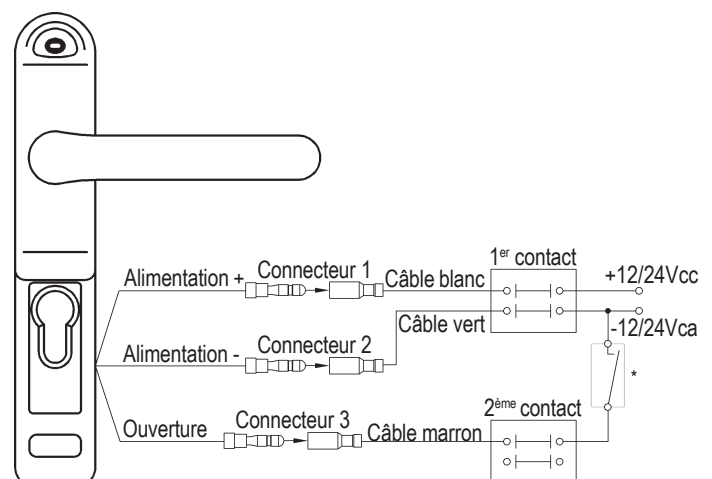 1er contact
+12/24Vcc
Alimentation +
Connecteur 1
Câble blanc
Câble vert
-12/24Vca
Alimentation -
Connecteur 2
*
2ème contact
Ouverture
Connecteur 3
Câble marron